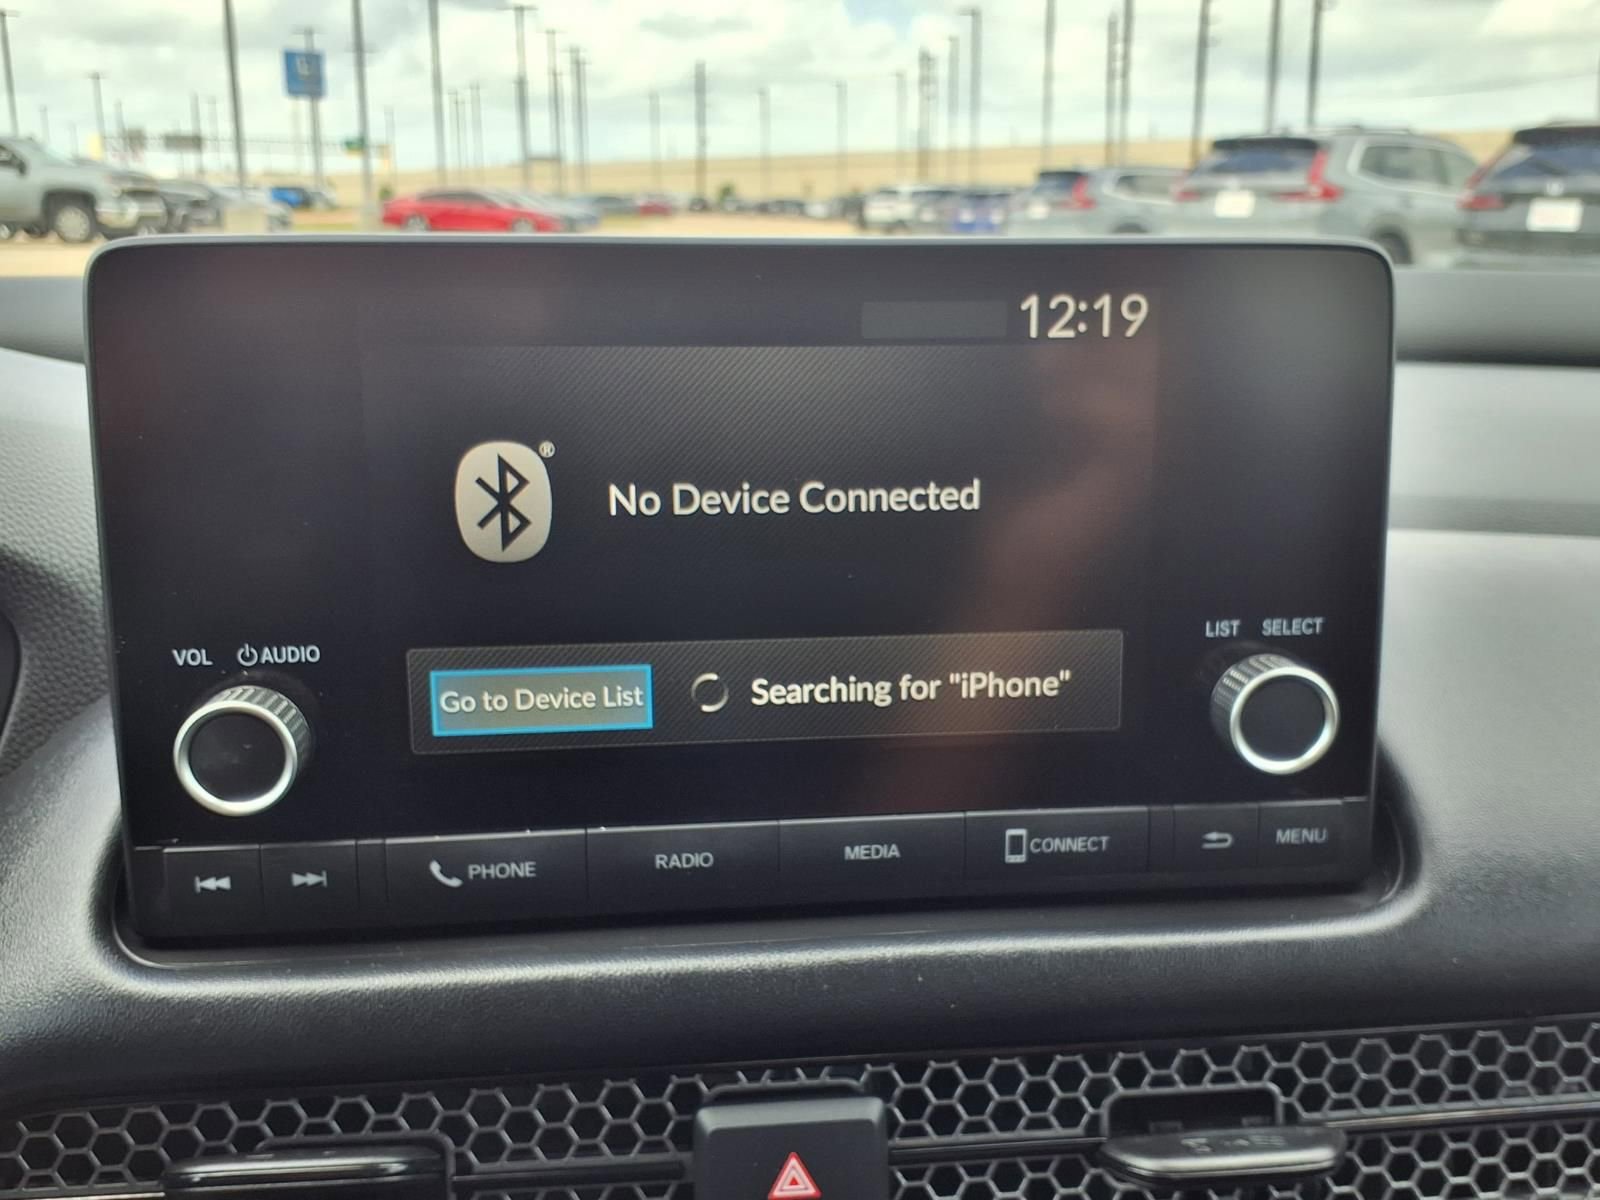 12:19
®
No Device Connected
VOL AUDIO
LIST SELECT
Go to Device List
Searching for "iPhone"
PHONE
RADIO
MEDIA
CONNECT
MENU